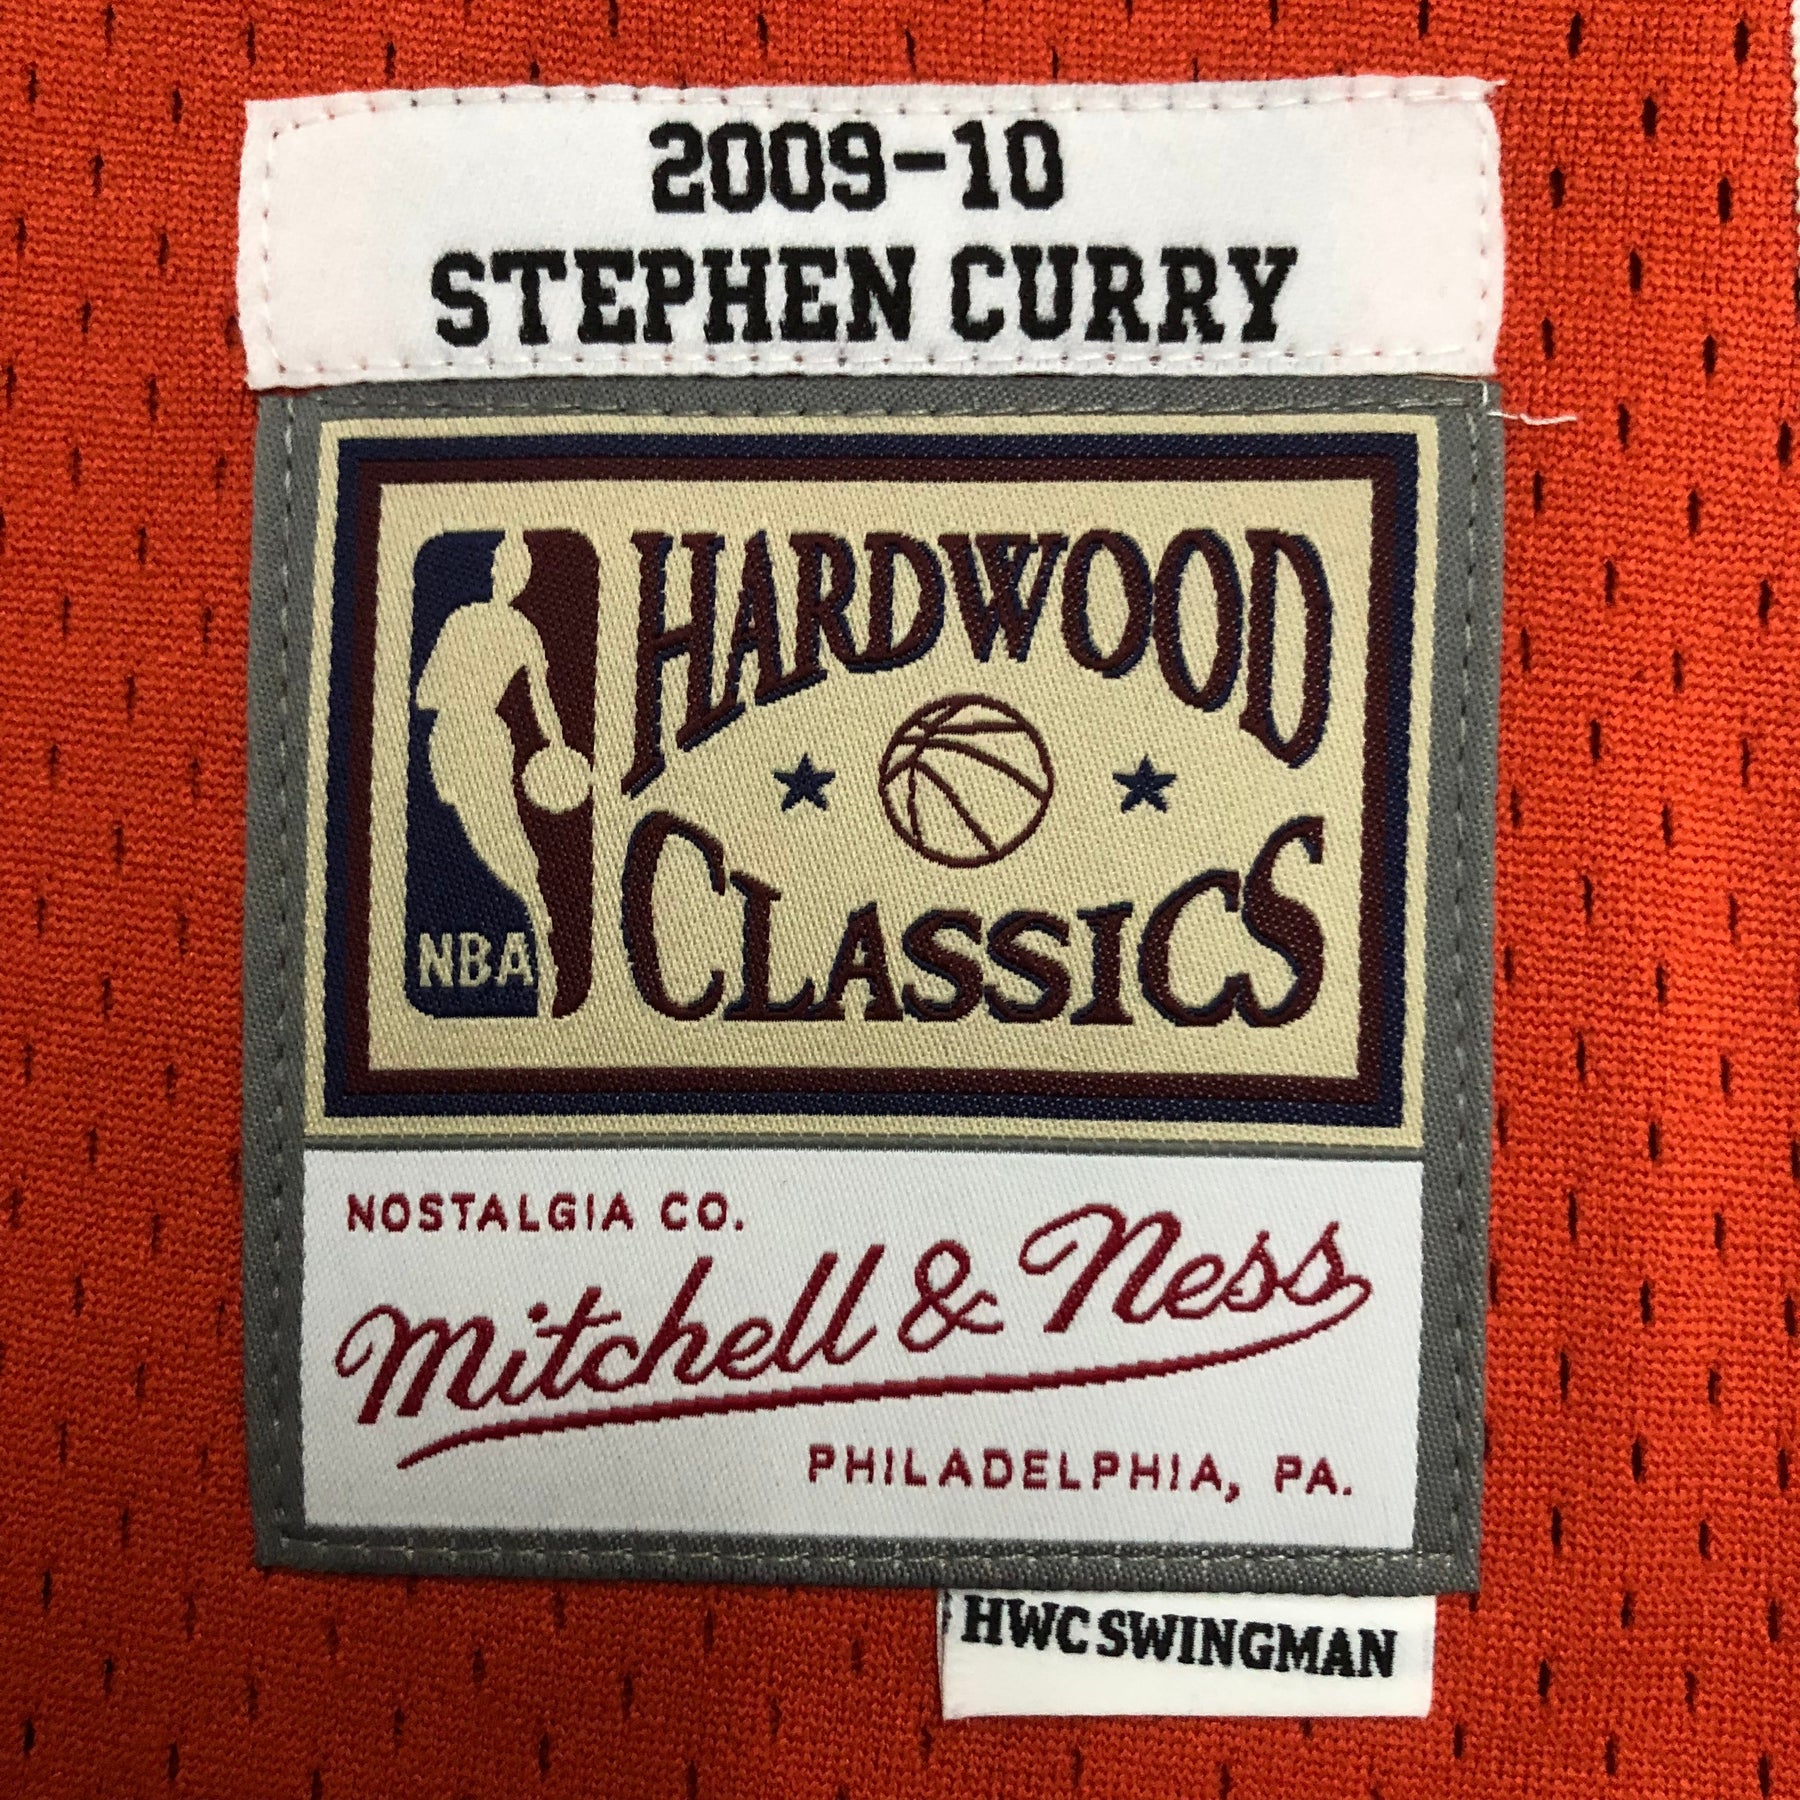 2009-10
STEPHEN CURRY
HARDWOOD
CLASSICS
NBA
NOSTALGIA CO.
Mitchell & Ness
PHILADELPHIA, PA.
HWC SWINGMAN